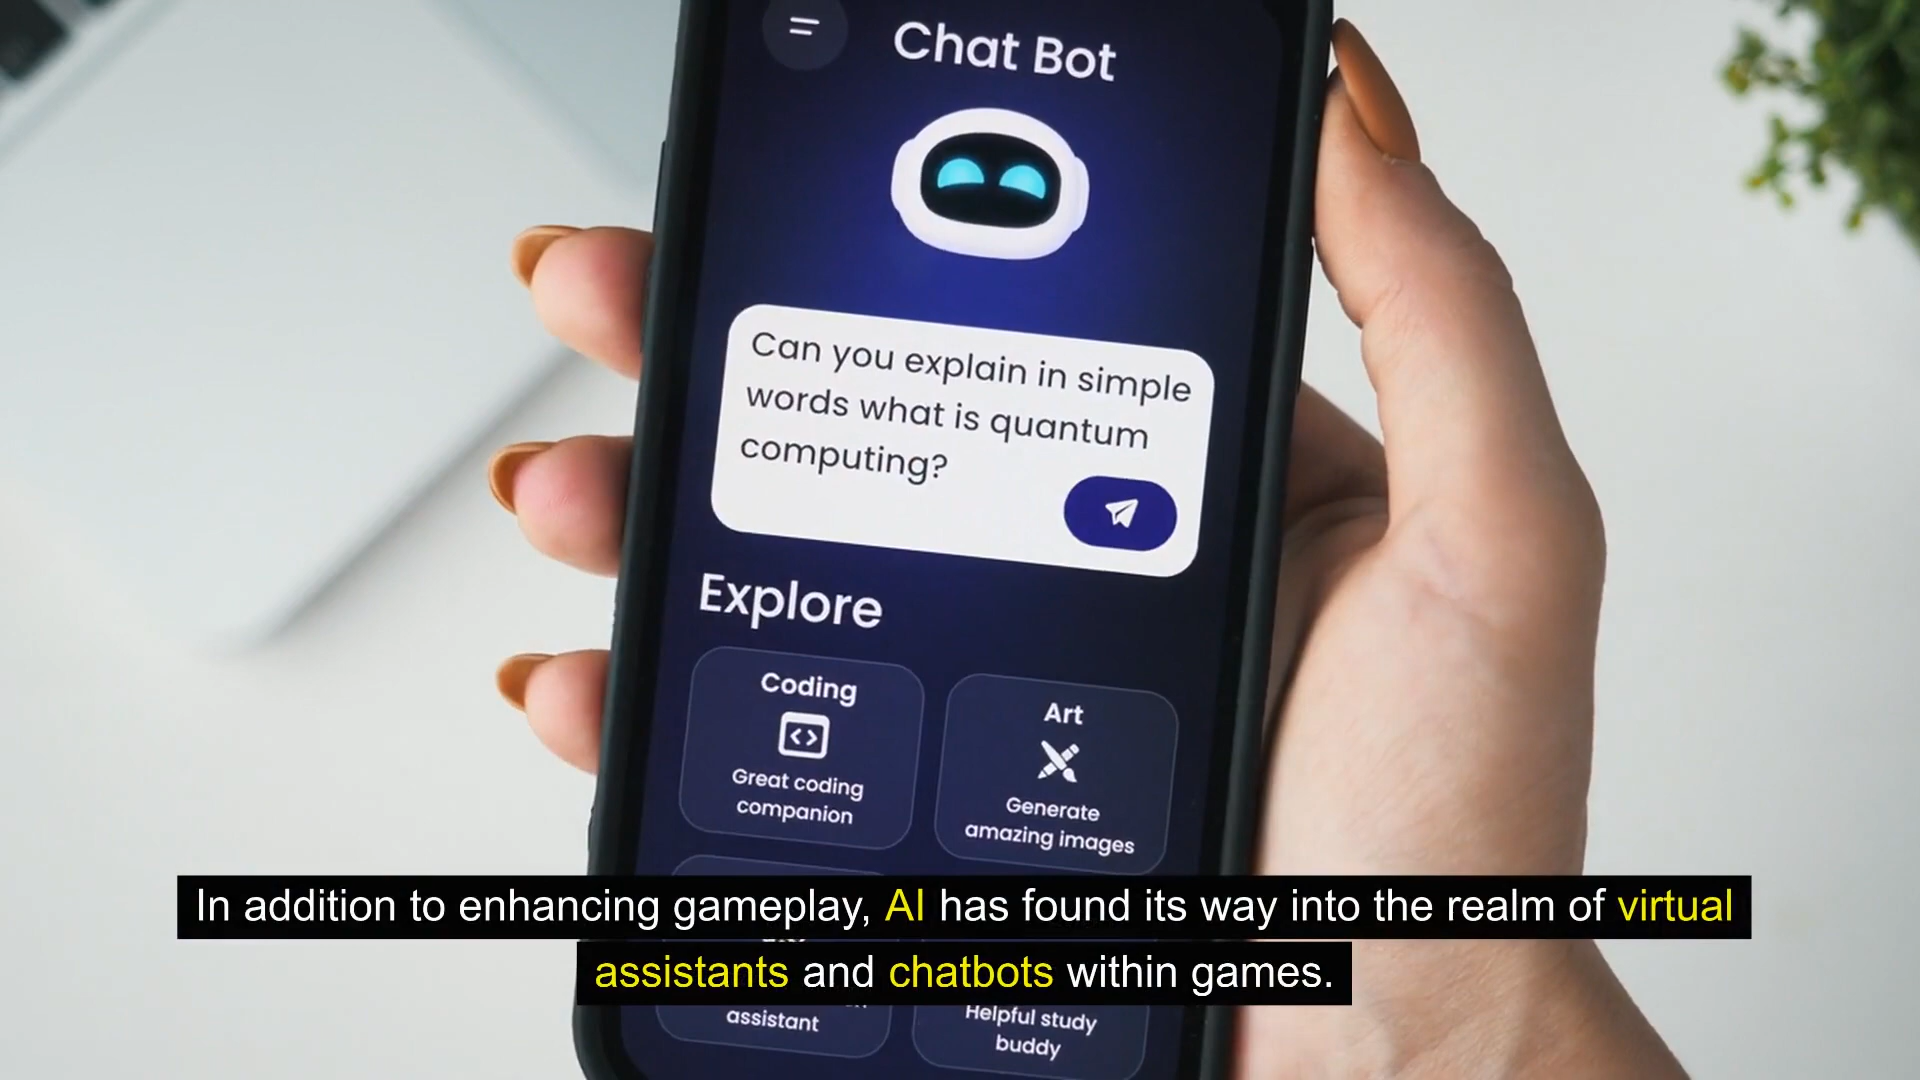 Chat Bot
Can you explain in simple
words what is quantum
computing?
Explore
Coding
Art
Great coding
companion
Generate
amazing images
In addition to enhancing gameplay, AI has found its way into the realm of virtual
assistants and chatbots within games.
assistant
Helpful study
buddy